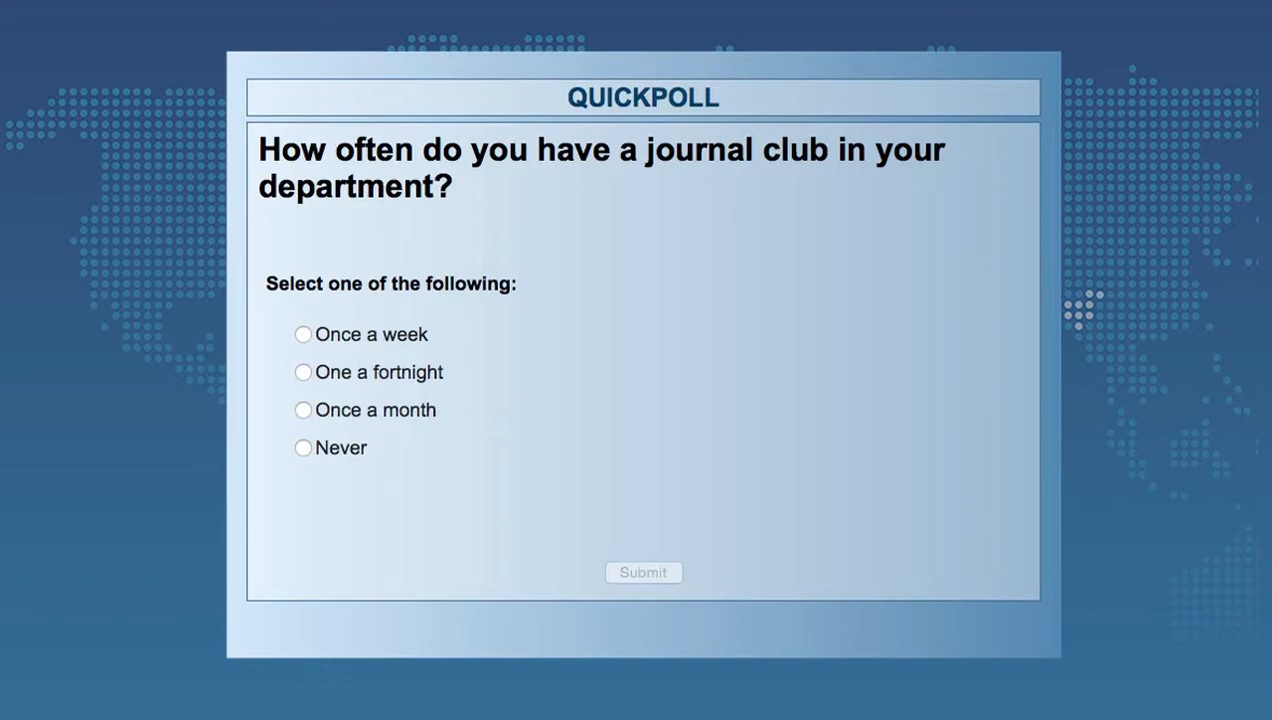 QUICKPOLL
How often do you have a journal club in your
department?
Select one of the following:
Once a week
One a fortnight
Once a month
Never
Submit